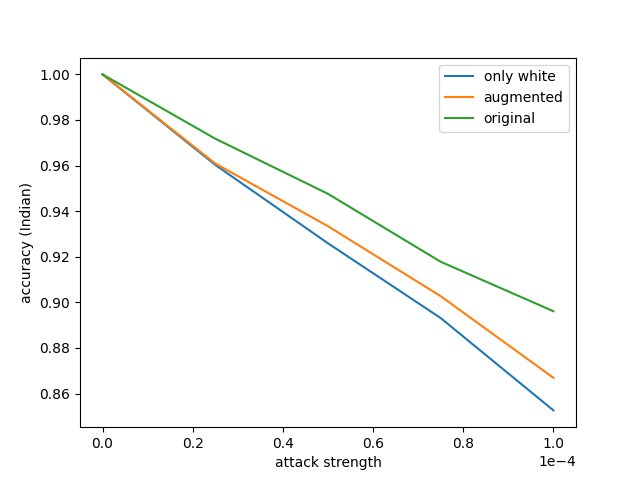 only white
augmented
original
1.00
0.98
0.96
0.94
0.92
0.90
0.88
0.86
accuracy (Indian)
0.0 0.2 0.4 0.6 0.8 1.0
1e−4
attack strength